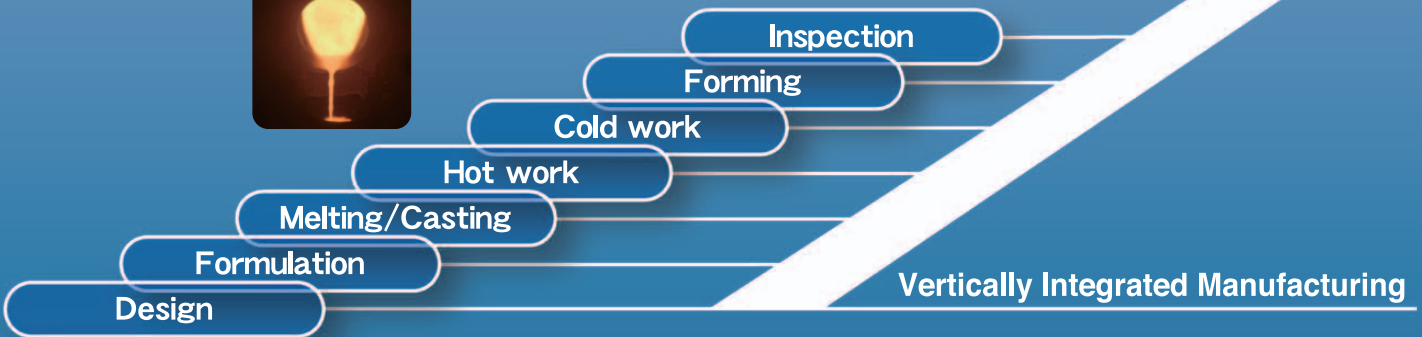 Inspection
Forming
Cold work
Hot work
Melting/Casting
Formulation
Design
Vertically Integrated Manufacturing